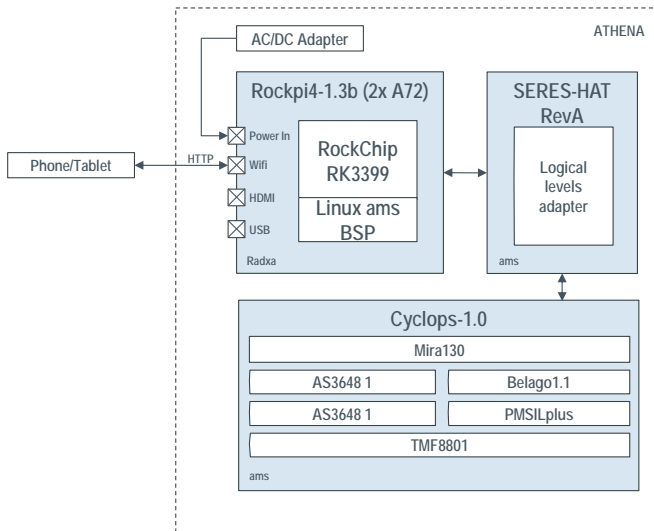 ATHENA
AC/DC Adapter
Rockpi4-1.3b (2x A72)
Power In
Wifi
HDMI
USB
RockChip
RK3399
Linux ams
BSP
Radxa
SERES-HAT
RevA
Logical
levels
adapter
ams
Phone/Tablet
HTTP
Cyclops-1.0
Mira130
AS3648 1
Belago1.1
AS3648 1
PMSILplus
TMF8801
ams